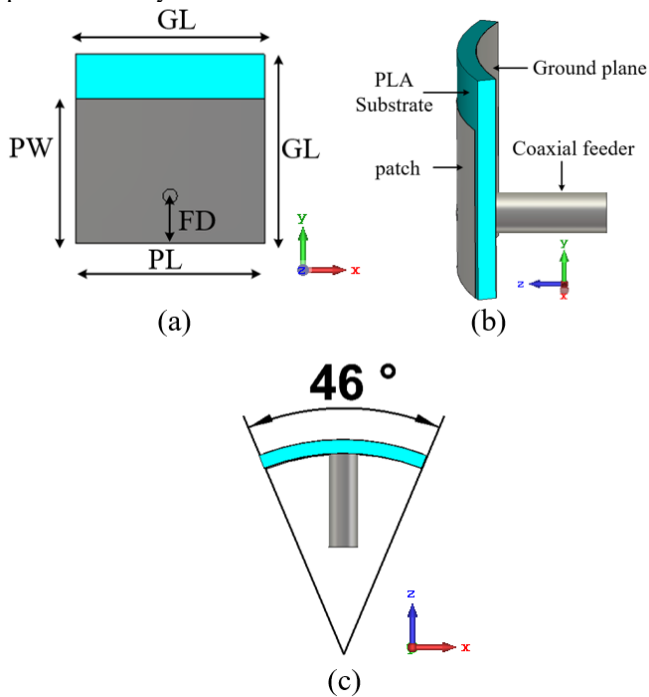 GL
PW
GL
FD
PL
y
z
x
(a)
Ground plane
PLA
Substrate
Coaxial feeder
patch
y
z
x
(b)
46 °
z
x
(c)